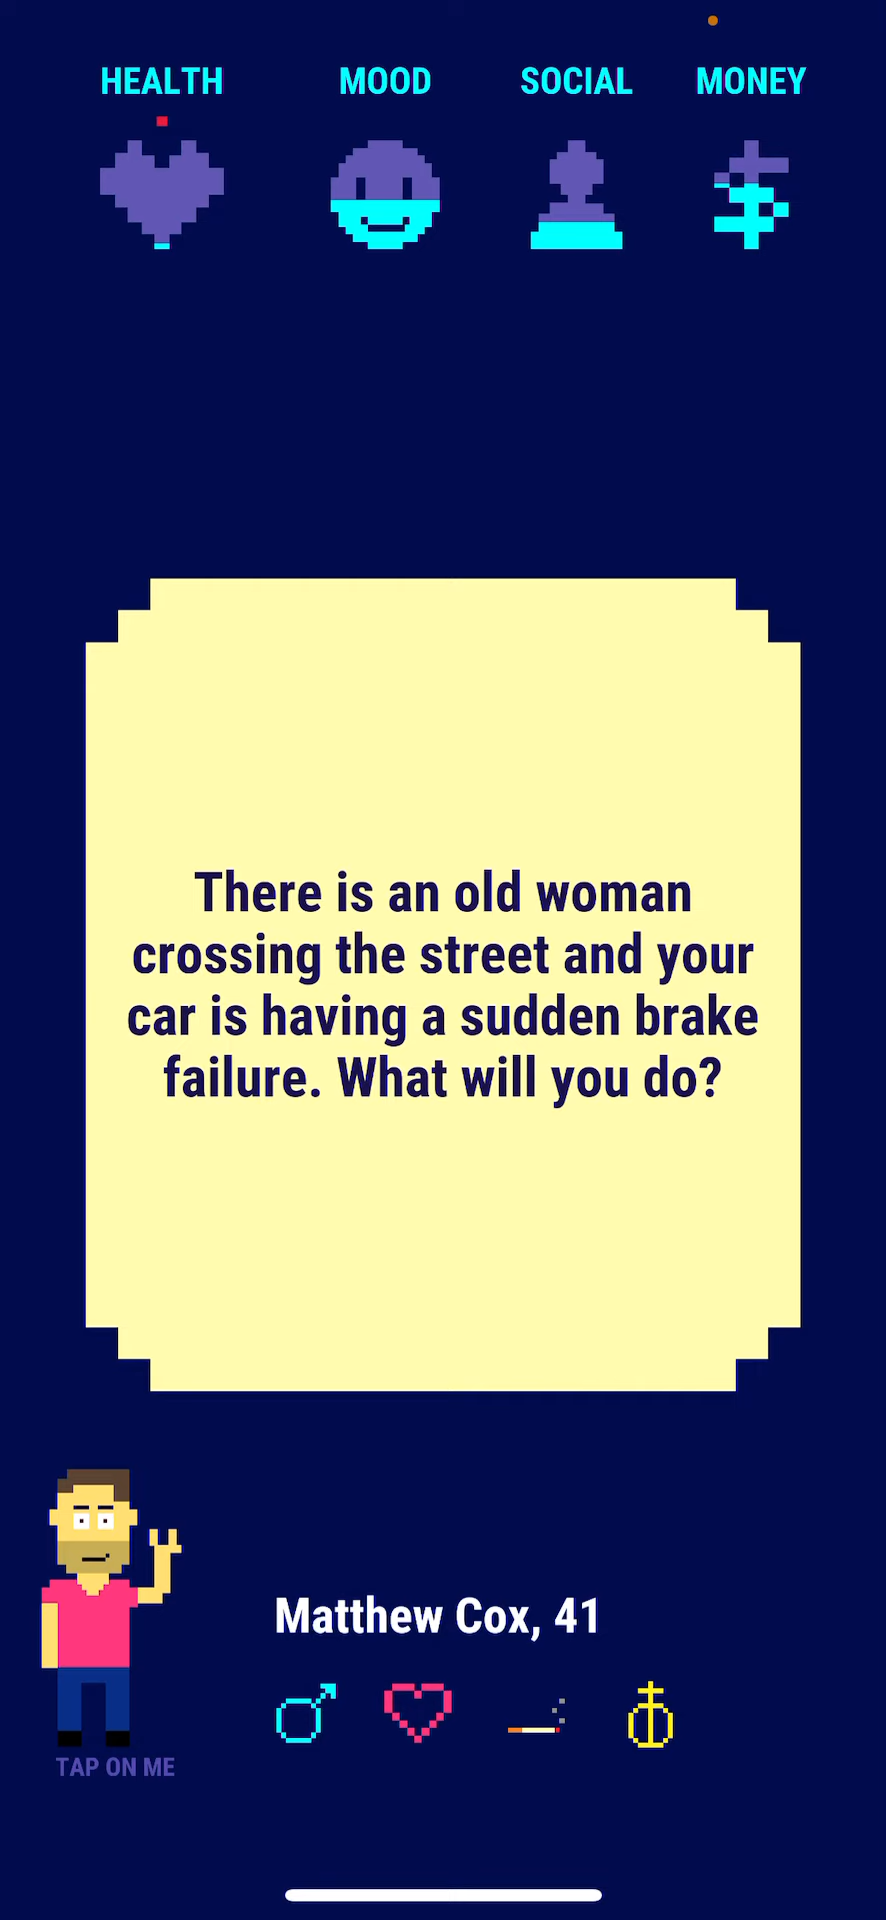 HEALTH MOOD SOCIAL MONEY
There is an old woman
crossing the street and your
car is having a sudden brake
failure. What will you do?
Matthew Cox, 41
TAP ON ME